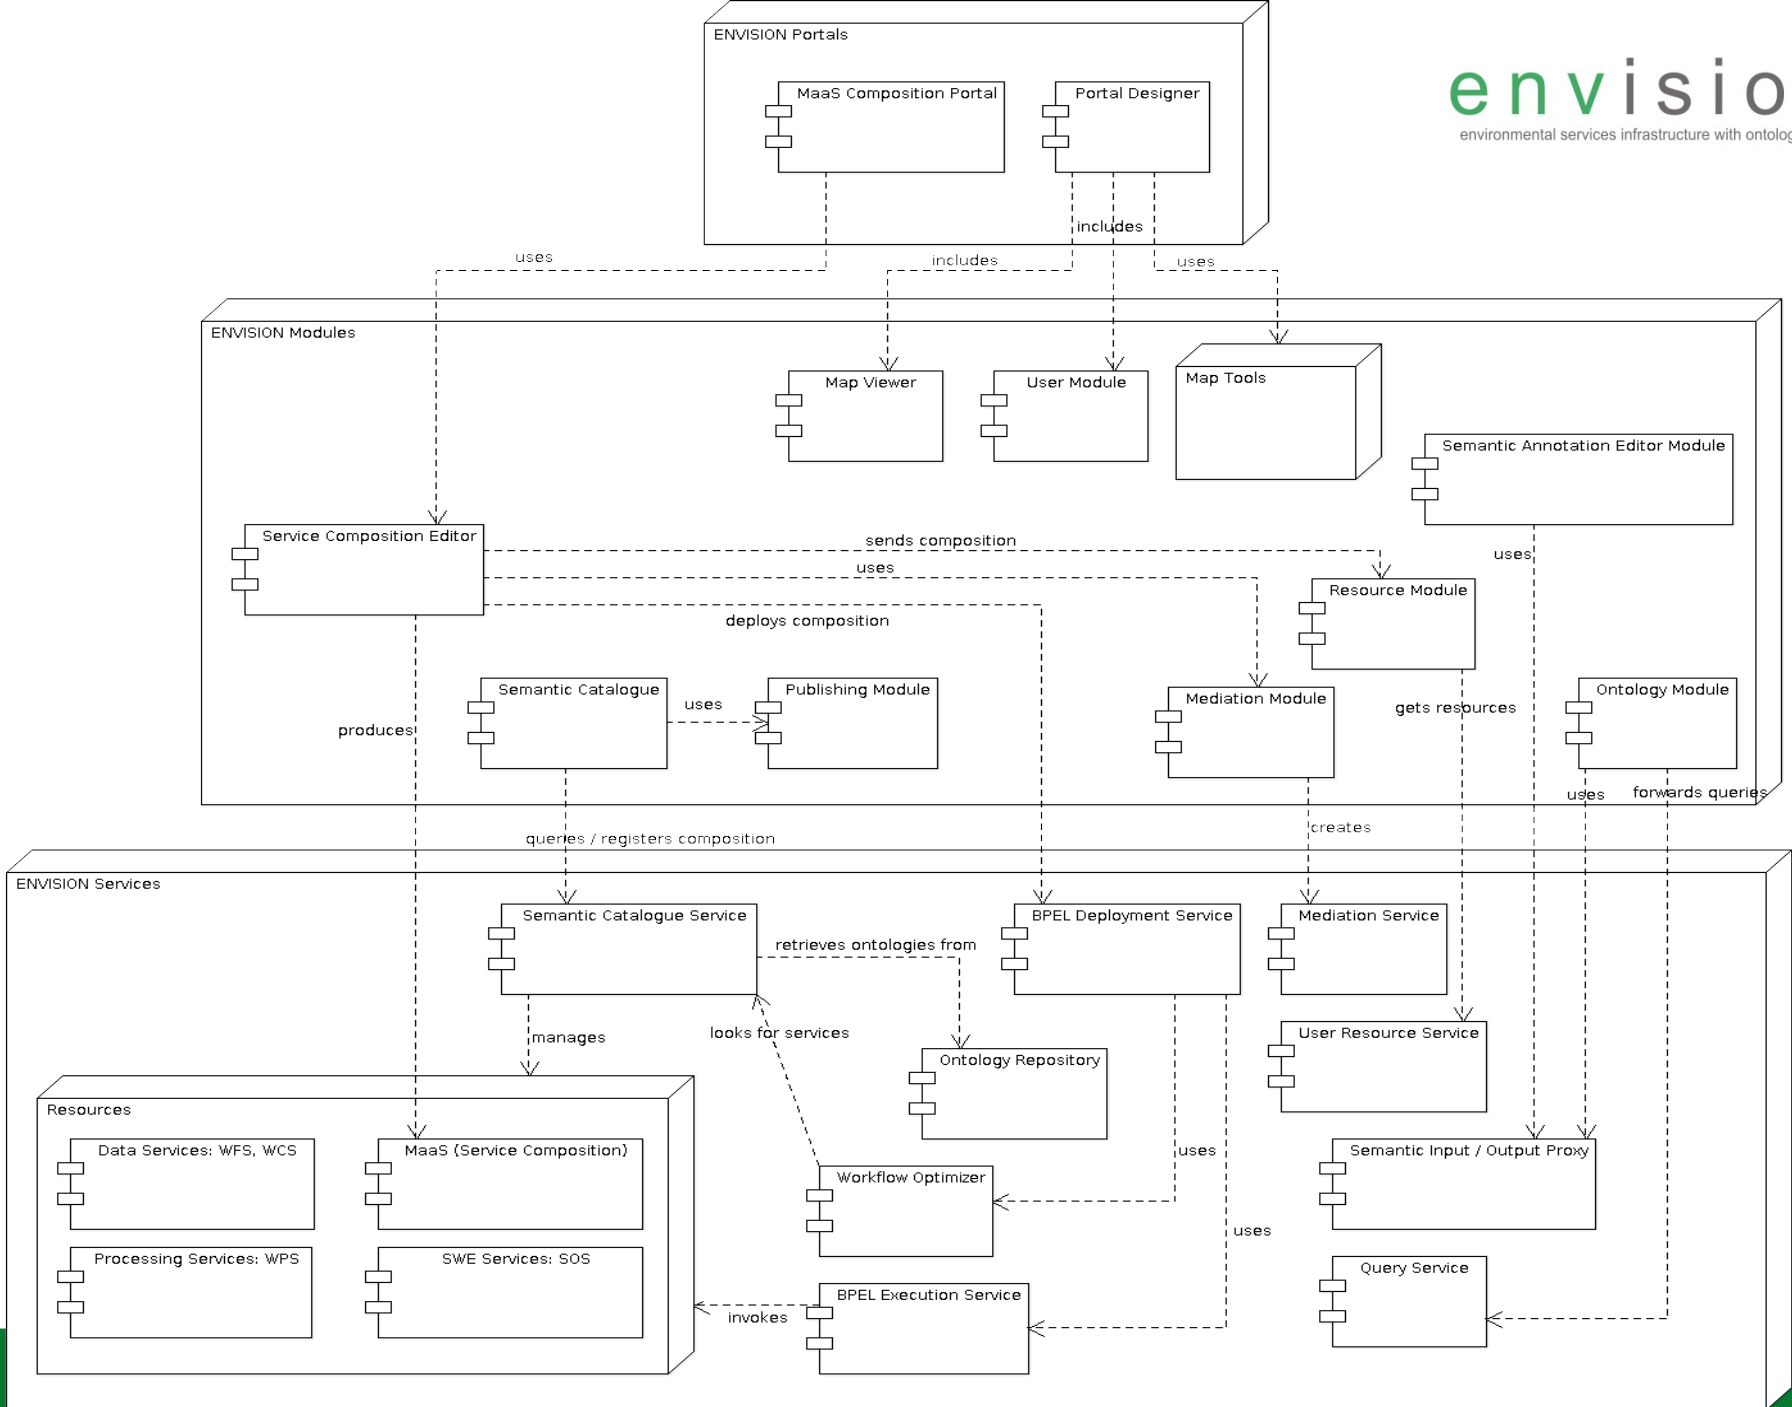 ENVISION Portals
MaaS Composition Portal
Portal Designer
envisio
environmental services infrastructure with ontolog
includes
uses
includes
uses
ENVISION Modules
Map Viewer
User Module
Map Tools
Semantic Annotation Editor Module
Service Composition Editor
sends composition
uses
uses
Resource Module
deploys composition
Semantic Catalogue
uses
Publishing Module
Mediation Module
gets resources
Ontology Module
produces
uses
forwards queries
creates
queries / registers composition
ENVISION Services
Semantic Catalogue Service
BPEL Deployment Service
Mediation Service
retrieves ontologies from
manages
looks for services
User Resource Service
Ontology Repository
Resources
Data Services: WFS, WCS
MaaS (Service Composition)
uses
Semantic Input / Output Proxy
Workflow Optimizer
uses
Processing Services: WPS
SWE Services: SOS
Query Service
BPEL Execution Service
invokes